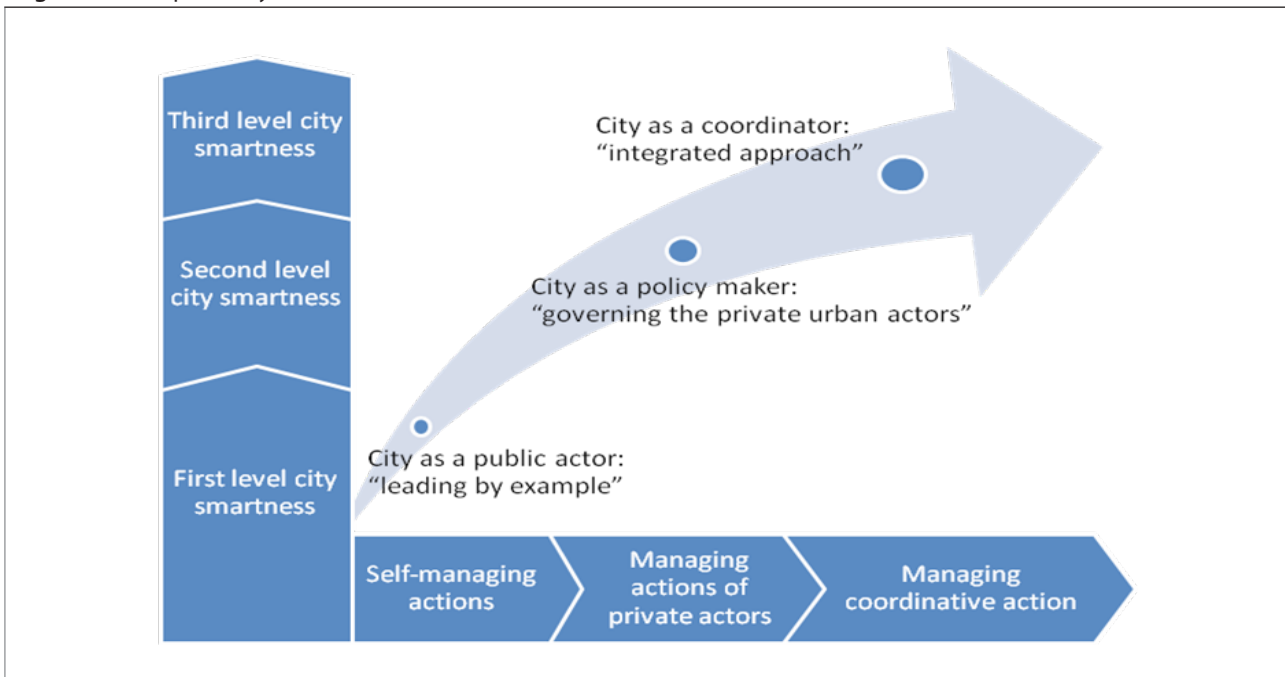 Third level city
smartness
City as a coordinator:
“integrated approach”
Second level
city smartness
City as a policy maker:
“governing the private urban actors”
First level city
smartness
City as a public actor:
“leading by example”
Self-managing
actions
Managing
actions of
private actors
Managing
coordinative action